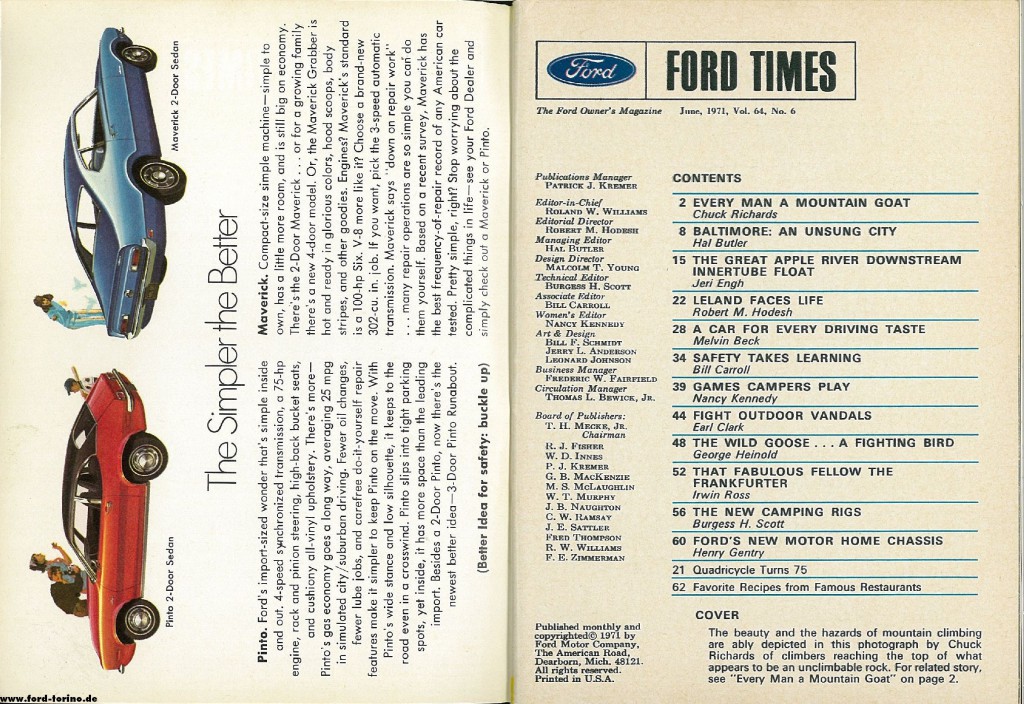 Maverick 2-Door Sedan
Pinto 2-Door Sedan
The Simpler the Better
Pinto. Ford's import-sized wonder that's simple inside
and out. 4-speed synchronized transmission, a 75-hp
engine, rack and pinion steering, high-back bucket seats,
and cushiony all-vinyl upholstery. There's more—
Pinto's gas economy goes a long way, averaging 25 mpg
in simulated city/suburban driving. Fewer oil changes,
fewer lube jobs, and carefree do-it-yourself repair
features make it simpler to keep Pinto on the move. With
Pinto's wide stance and low silhouette, it keeps to the
road even in a crosswind. Pinto slips into tight parking
spots, yet inside, it has more space than the leading
import. Besides a 2-Door Pinto, now there's the
newest better idea—3-Door Pinto Runabout.
(Better Idea for safety: buckle up)
Maverick. Compact-size simple machine—simple to
own, has a little more room, and is still big on economy.
There's the 2-Door Maverick . . . or for a growing family
there's a new 4-door model. Or, the Maverick Grabber is
hot and ready in glorious colors, hood scoops, body
stripes, and other goodies. Engines? Maverick's standard
is a 100-hp Six. V-8 more like it? Choose a brand-new
302-cu. in. job. If you want, pick the 3-speed automatic
transmission. Maverick says "down on repair work"
. . . many repair operations are so simple you can do
them yourself. Based on a recent survey, Maverick has
the best frequency-of-repair record of any American car
tested. Pretty simple, right? Stop worrying about the
complicated things in life—see your Ford Dealer and
simply check out a Maverick or Pinto.
www.ford-torino.de
Ford
FORD TIMES
The Ford Owner's Magazine June, 1971, Vol. 64, No. 6
Publications Manager
PATRICK J. KREMER
Editor-in-Chief
ROLAND W. WILLIAMS
Editorial Director
ROBERT M. HODESH
Managing Editor
HAL BUTLER
Design Director
MALCOLM T. YOUNG
Technical Editor
BURGESS H. SCOTT
Associate Editor
BILL CARROLL
Women's Editor
NANCY KENNEDY
Art & Design
BILL F. SCHMIDT
JERRY L. ANDERSON
LEONARD JOHNSON
Business Manager
FREDERIC W. FAIRFIELD
Circulation Manager
THOMAS L. BEWICK, JR.
Board of Publishers:
T. H. MECKE, JR.
Chairman
R. J. FISHER
W. D. INNES
P. J. KREMER
G. B. MACKENZIE
M. S. MCLAUGHLIN
W. T. MURPHY
J. B. NAUGHTON
C. W. RAMSAY
J. E. SATTLER
FRED THOMPSON
R. W. WILLIAMS
F. E. ZIMMERMAN
Published monthly and
copyrighted© 1971 by
Ford Motor Company,
The American Road,
Dearborn, Mich. 48121.
All rights reserved.
Printed in U.S.A.
CONTENTS
2 EVERY MAN A MOUNTAIN GOAT
Chuck Richards
8 BALTIMORE: AN UNSUNG CITY
Hal Butler
15 THE GREAT APPLE RIVER DOWNSTREAM
INNERTUBE FLOAT
Jeri Engh
22 LELAND FACES LIFE
Robert M. Hodesh
28 A CAR FOR EVERY DRIVING TASTE
Melvin Beck
34 SAFETY TAKES LEARNING
Bill Carroll
39 GAMES CAMPERS PLAY
Nancy Kennedy
44 FIGHT OUTDOOR VANDALS
Earl Clark
48 THE WILD GOOSE . . . A FIGHTING BIRD
George Heinold
52 THAT FABULOUS FELLOW THE
FRANKFURTER
Irwin Ross
56 THE NEW CAMPING RIGS
Burgess H. Scott
60 FORD'S NEW MOTOR HOME CHASSIS
Henry Gentry
21 Quadricycle Turns 75
62 Favorite Recipes from Famous Restaurants
COVER
The beauty and the hazards of mountain climbing
are ably depicted in this photograph by Chuck
Richards of climbers reaching the top of what
appears to be an unclimbable rock. For related story,
see "Every Man a Mountain Goat" on page 2.